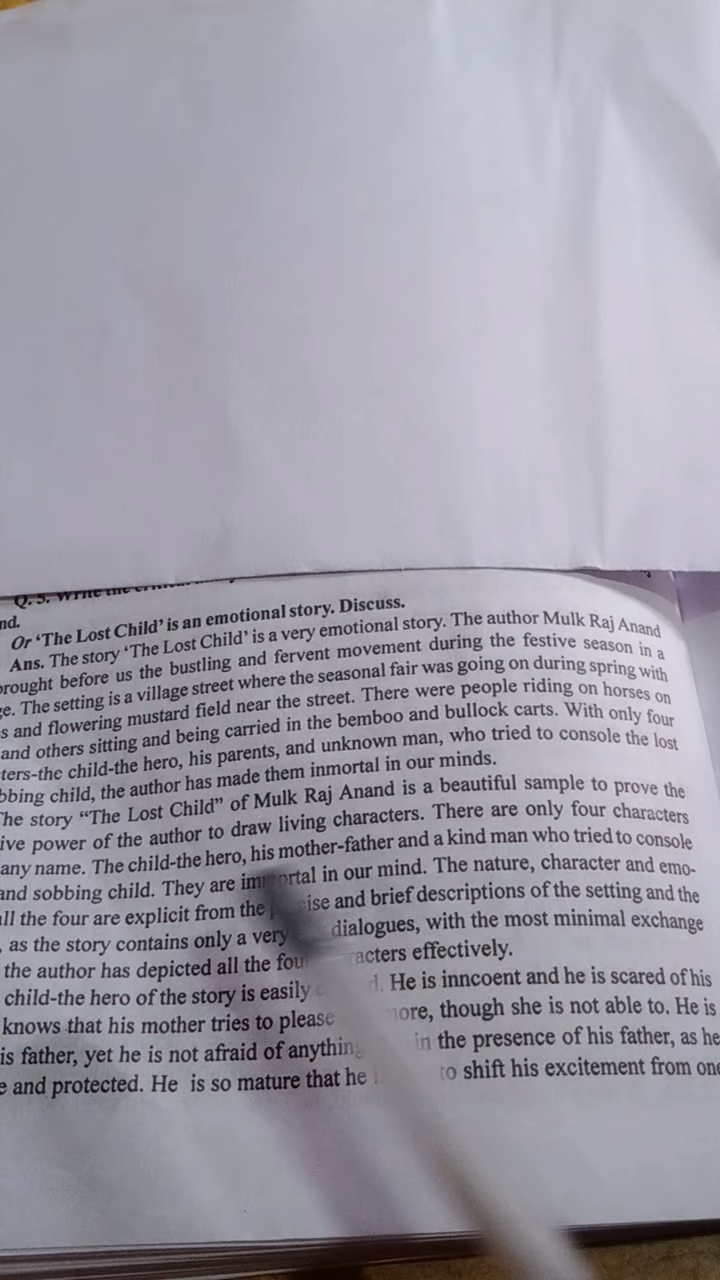 Q. 5. Write the
nd.
Or 'The Lost Child' is an emotional story. Discuss.
Ans. The story 'The Lost Child' is a very emotional story. The author Mulk Raj Anand
brought before us the bustling and fervent movement during the festive season in a
ge. The setting is a village street where the seasonal fair was going on during spring with
s and flowering mustard field near the street. There were people riding on horses on
and others sitting and being carried in the bemboo and bullock carts. With only four
ters-the child-the hero, his parents, and unknown man, who tried to console the lost
bbing child, the author has made them inmortal in our minds.
The story "The Lost Child" of Mulk Raj Anand is a beautiful sample to prove the
ive power of the author to draw living characters. There are only four characters
any name. The child-the hero, his mother-father and a kind man who tried to console
and sobbing child. They are immortal in our mind. The nature, character and emo-
all the four are explicit from the cise and brief descriptions of the setting and the
, as the story contains only a very dialogues, with the most minimal exchange
the author has depicted all the fou acters effectively.
child-the hero of the story is easily d. He is inncoent and he is scared of his
knows that his mother tries to please more, though she is not able to. He is
is father, yet he is not afraid of anything in the presence of his father, as he
e and protected. He is so mature that he to shift his excitement from one